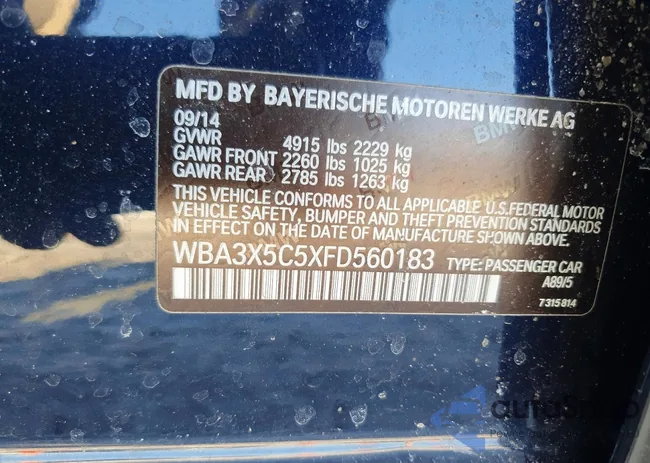 MFD BY BAYERISCHE MOTOREN WERKE AG
09/14
GVWR 4915 lbs 2229 kg
GAWR FRONT 2260 lbs 1025 kg
GAWR REAR 2785 lbs 1263 kg
THIS VEHICLE CONFORMS TO ALL APPLICABLE U.S.FEDERAL MOTOR
VEHICLE SAFETY, BUMPER AND THEFT PREVENTION STANDARDS
IN EFFECT ON THE DATE OF MANUFACTURE SHOWN ABOVE.
WBA3X5C5XFD560183 TYPE: PASSENGER CAR
A89/5
7315814